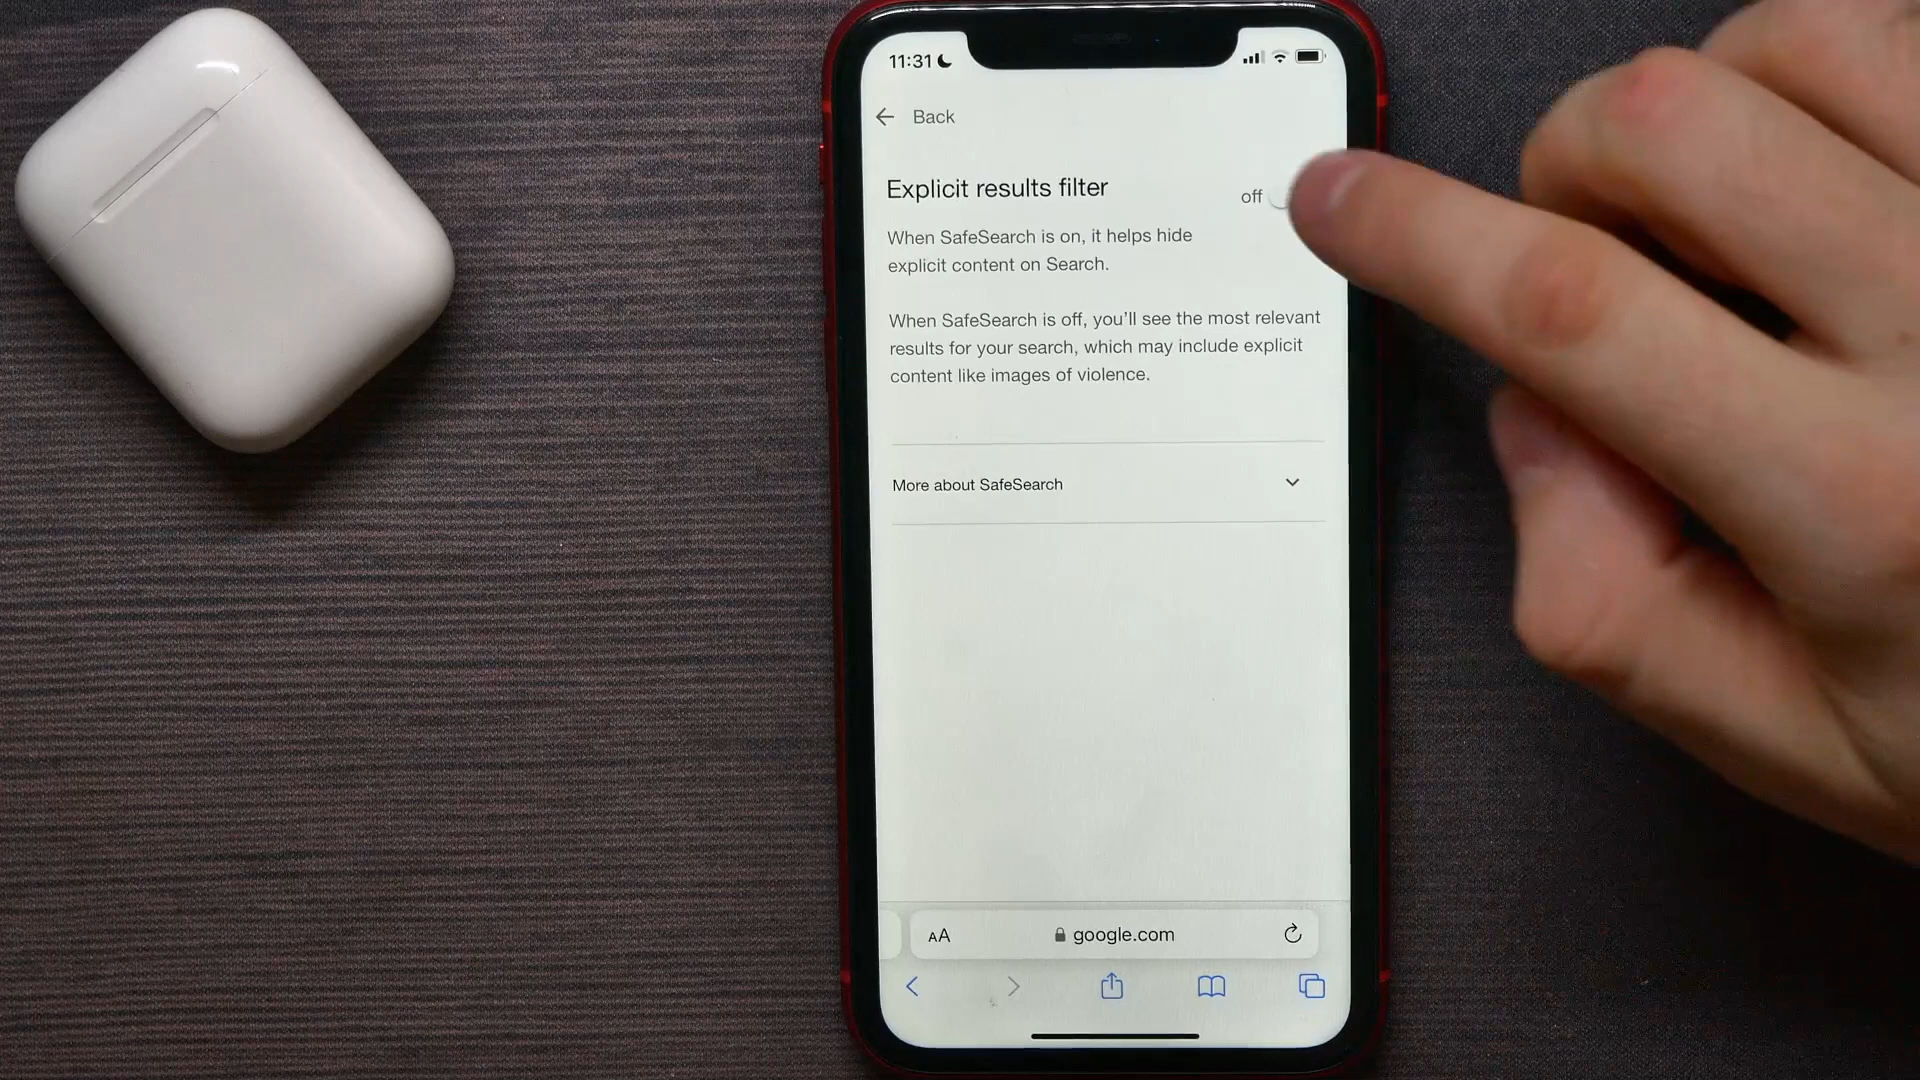 11:31
Back
Explicit results filter
off
When SafeSearch is on, it helps hide
explicit content on Search.
When SafeSearch is off, you'll see the most relevant
results for your search, which may include explicit
content like images of violence.
More about SafeSearch
AA
google.com